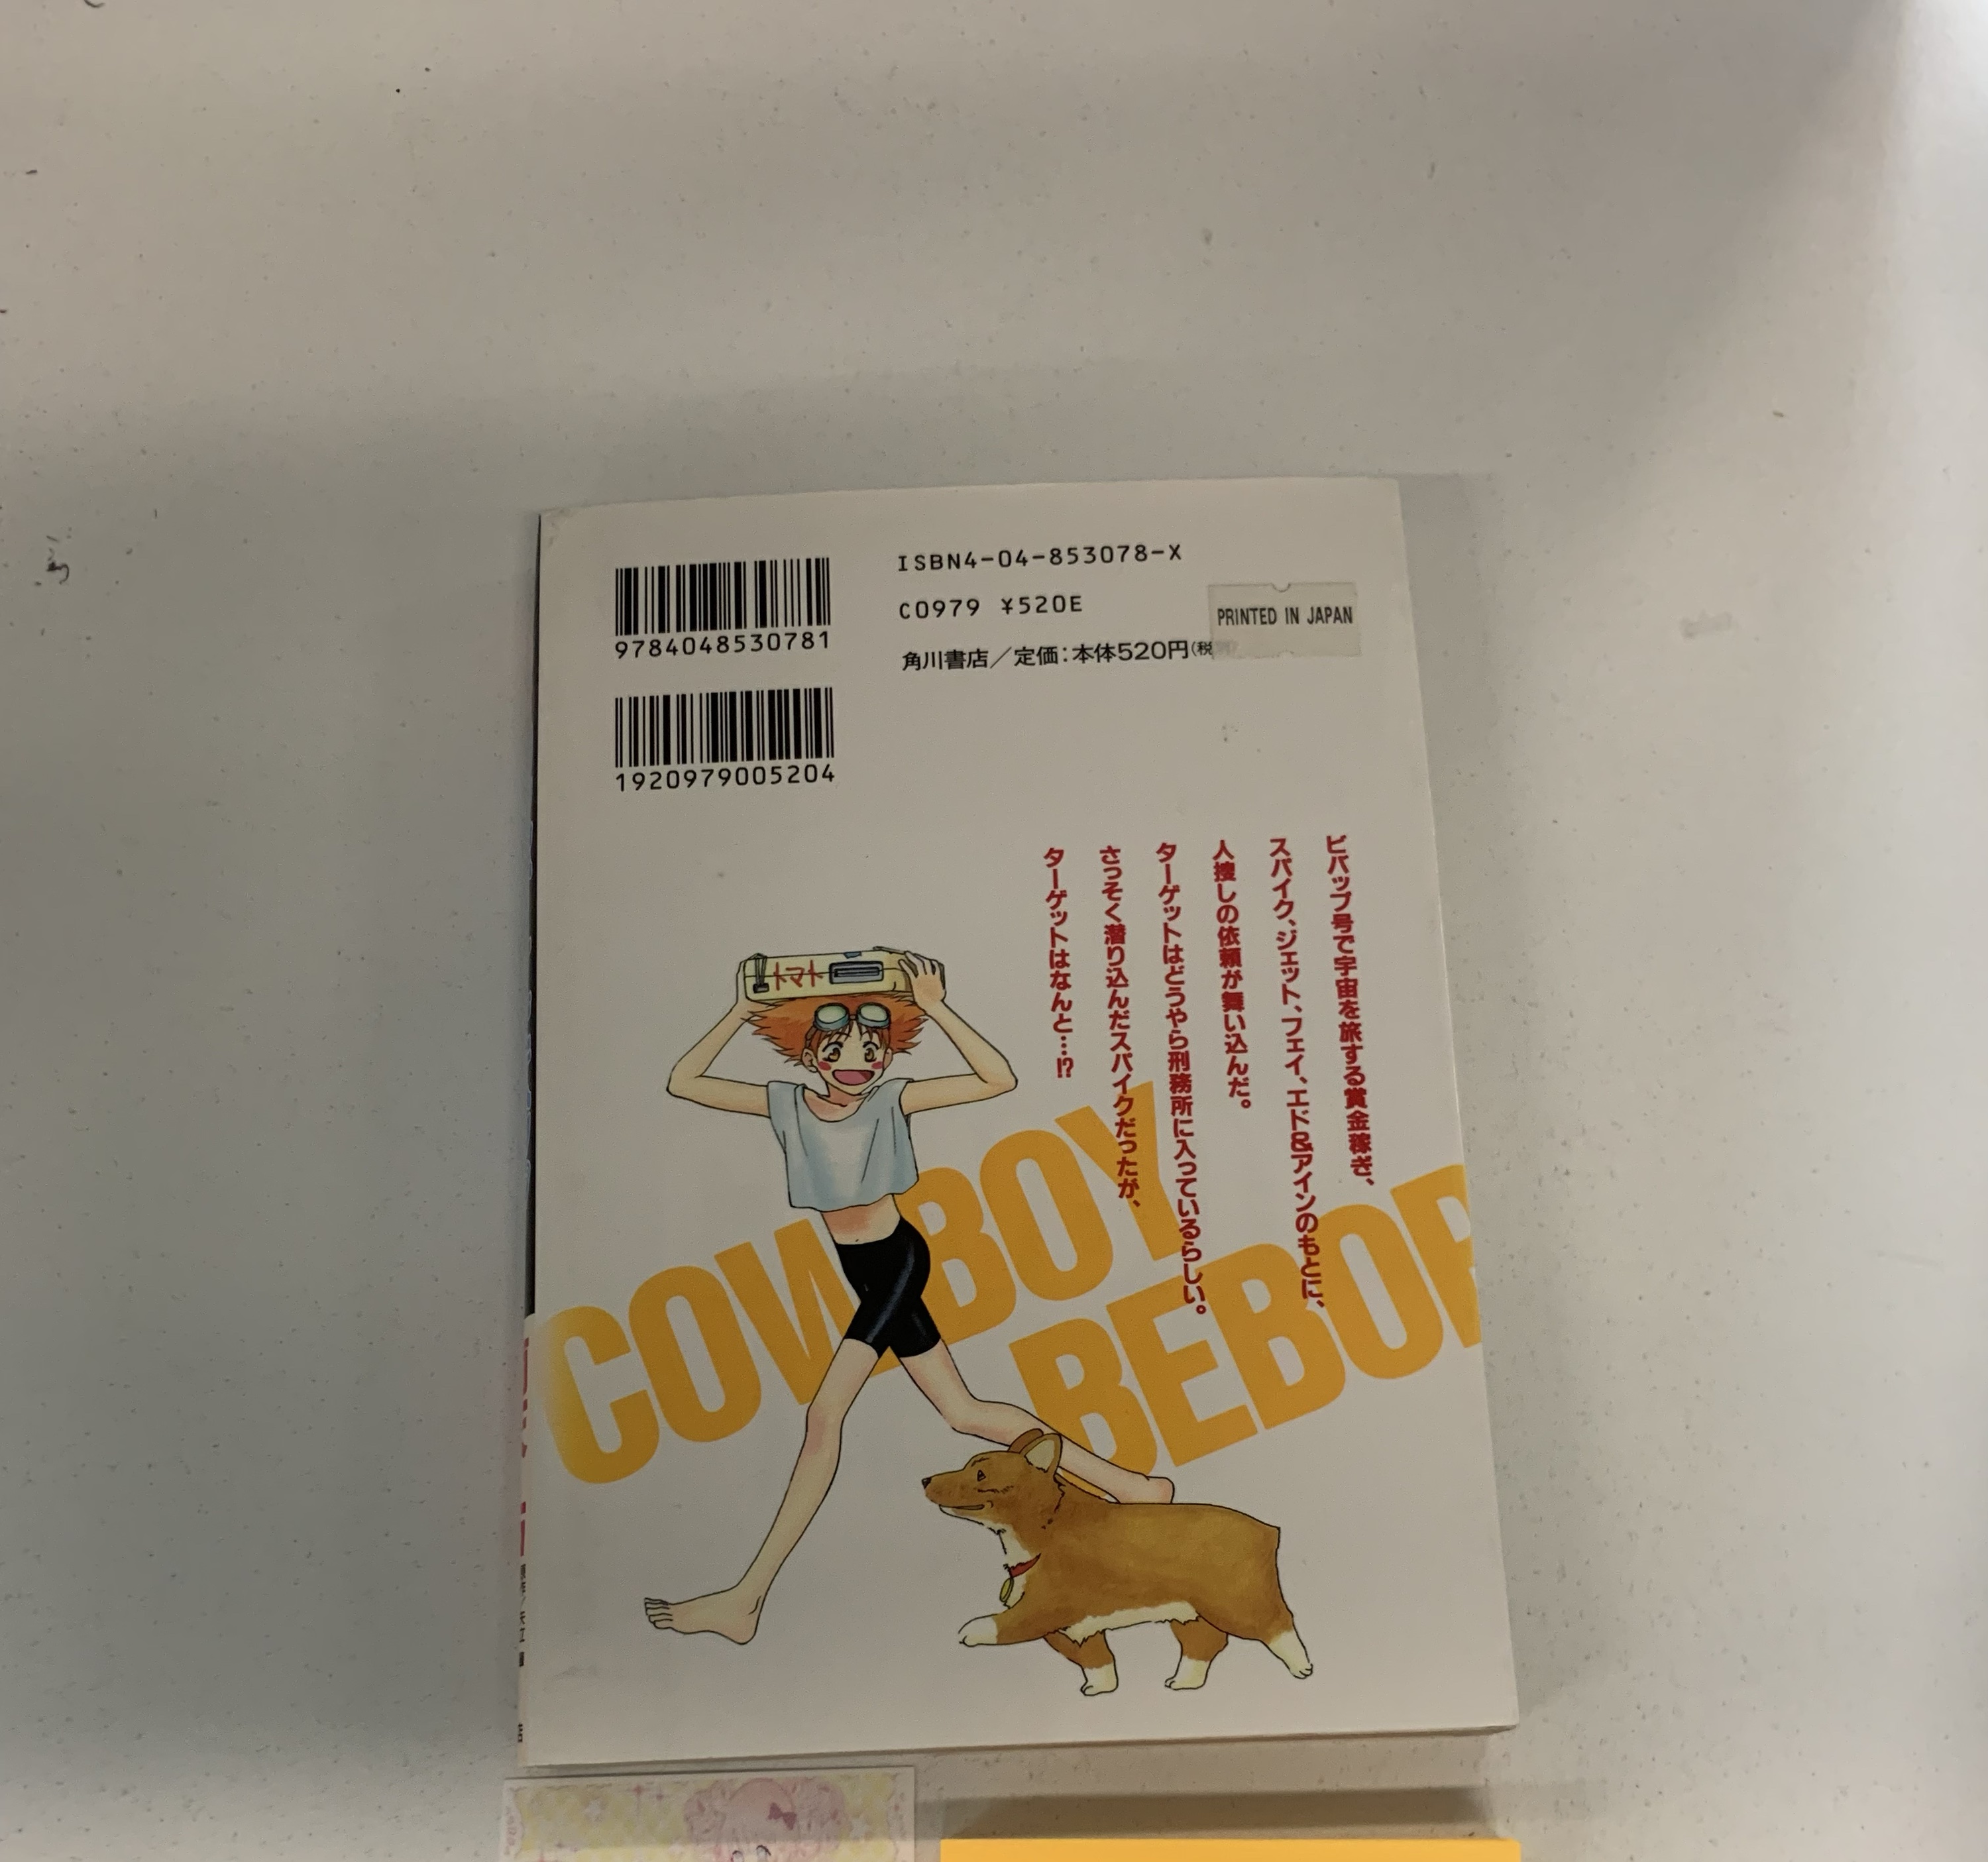 ISBN4-04-853078-X
C0979 ¥520E
PRINTED IN JAPAN
角川書店／定価：本体520円(税
9784048530781
1920979005204
ビバップ号で宇宙を旅する賞金稼ぎ、
スパイク、ジェット、フェイ、エド&アインのもとに、
人捜しの依頼が舞い込んだ。
ターゲットはどうやら刑務所に入っているらしい。
さっそく潜り込んだスパイクだったが、
ターゲットはなんと…!?
トマト
COWBOY
BEBOP